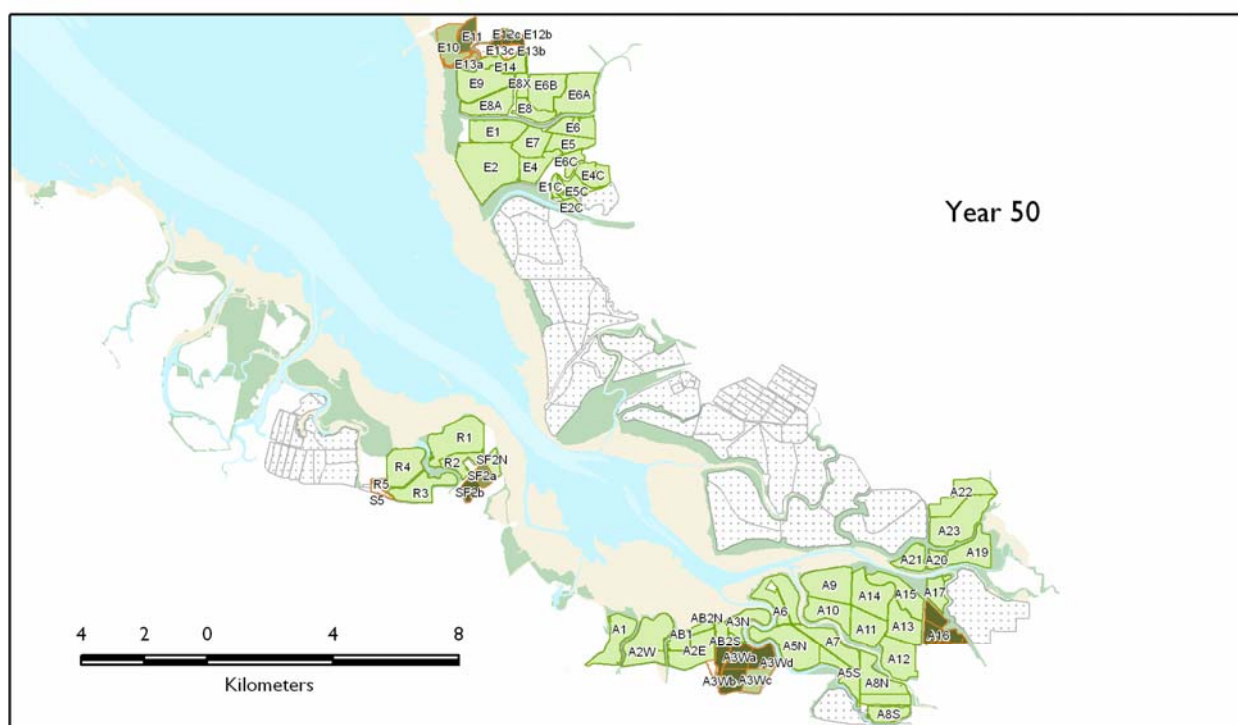 E11
E12c E12b
E10
E13c E13b
E13a
E14
E9
E8X
E6B
E6A
E8A
E8
E1
E6
E7
E5
E2
E4
E6C
E4C
E1C
E5C
E2C
Year 50
R1
R2
SF2N
R4
SF2a
R5
R3
SF2b
S5
A22
A23
A19
A21
A20
A9
A14
A15
A17
A6
A10
A1
AB2N
A3N
A11
A13
A16
AB1
AB2S
A5N
A7
A2W
A2E
A3Wa
A3Wd
A12
A3Wb
A3Wc
A5S
A8N
A8S
4 2 0 4 8
Kilometers